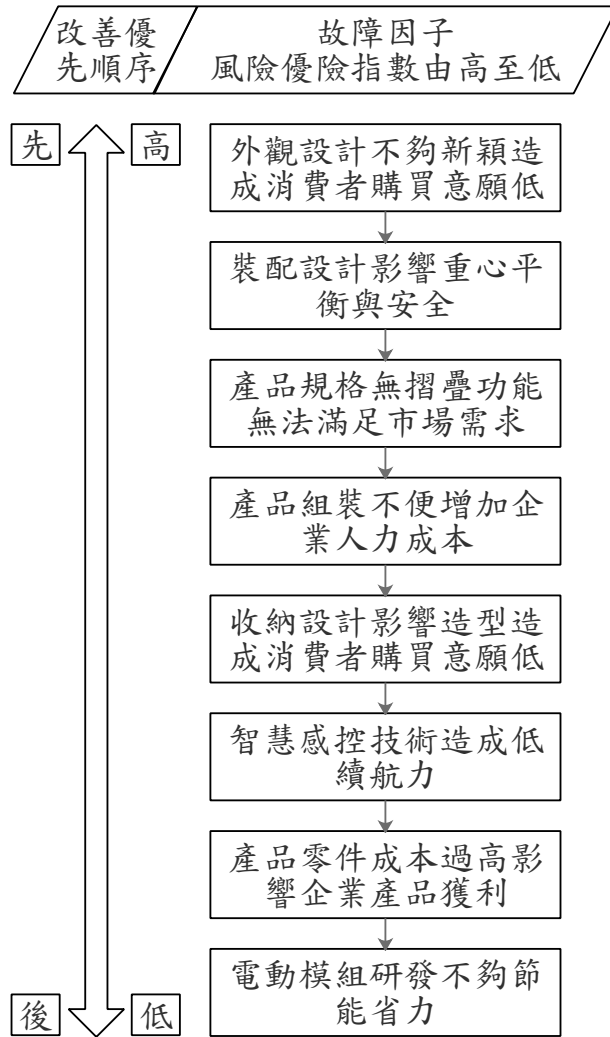 改善優
先順序
故障因子
風險優險指數由高至低
先
高
外觀設計不夠新穎造
成消費者購買意願低
裝配設計影響重心平
衡與安全
產品規格無摺疊功能
無法滿足市場需求
產品組裝不便增加企
業人力成本
收納設計影響造型造
成消費者購買意願低
智慧感控技術造成低
續航力
產品零件成本過高影
響企業產品獲利
電動模組研發不夠節
能省力
後
低